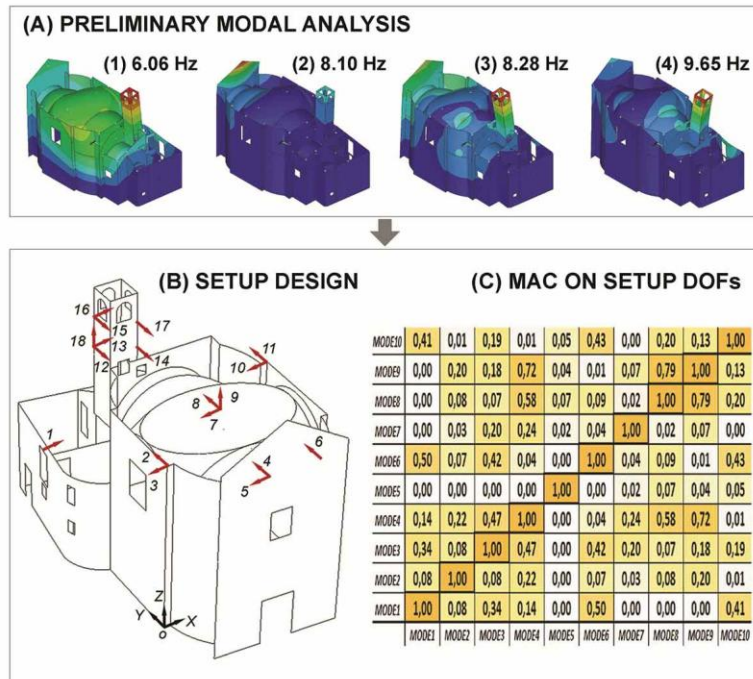 (A) PRELIMINARY MODAL ANALYSIS
(1) 6.06 Hz
(2) 8.10 Hz
(3) 8.28 Hz
(4) 9.65 Hz
(B) SETUP DESIGN
16
15
17
18
13
12
14
11
10
9
8
7
6
1
2
3
4
5
Z
Y
X
o
(C) MAC ON SETUP DOFs
MODE10 0,41 0,01 0,19 0,01 0,05 0,43 0,00 0,20 0,13 1,00
MODE9 0,00 0,20 0,18 0,72 0,04 0,01 0,07 0,79 1,00 0,13
MODE8 0,00 0,08 0,07 0,58 0,07 0,09 0,02 1,00 0,79 0,20
MODE7 0,00 0,03 0,20 0,24 0,02 0,04 1,00 0,02 0,07 0,00
MODE6 0,50 0,07 0,42 0,04 0,00 1,00 0,04 0,09 0,01 0,43
MODE5 0,00 0,00 0,00 0,00 1,00 0,00 0,02 0,07 0,04 0,05
MODE4 0,14 0,22 0,47 1,00 0,00 0,04 0,24 0,58 0,72 0,01
MODE3 0,34 0,08 1,00 0,47 0,00 0,42 0,20 0,07 0,18 0,19
MODE2 0,08 1,00 0,08 0,22 0,00 0,07 0,03 0,08 0,20 0,01
MODE1 1,00 0,08 0,34 0,14 0,00 0,50 0,00 0,00 0,00 0,41
MODE1 MODE2 MODE3 MODE4 MODE5 MODE6 MODE7 MODE8 MODE9 MODE10